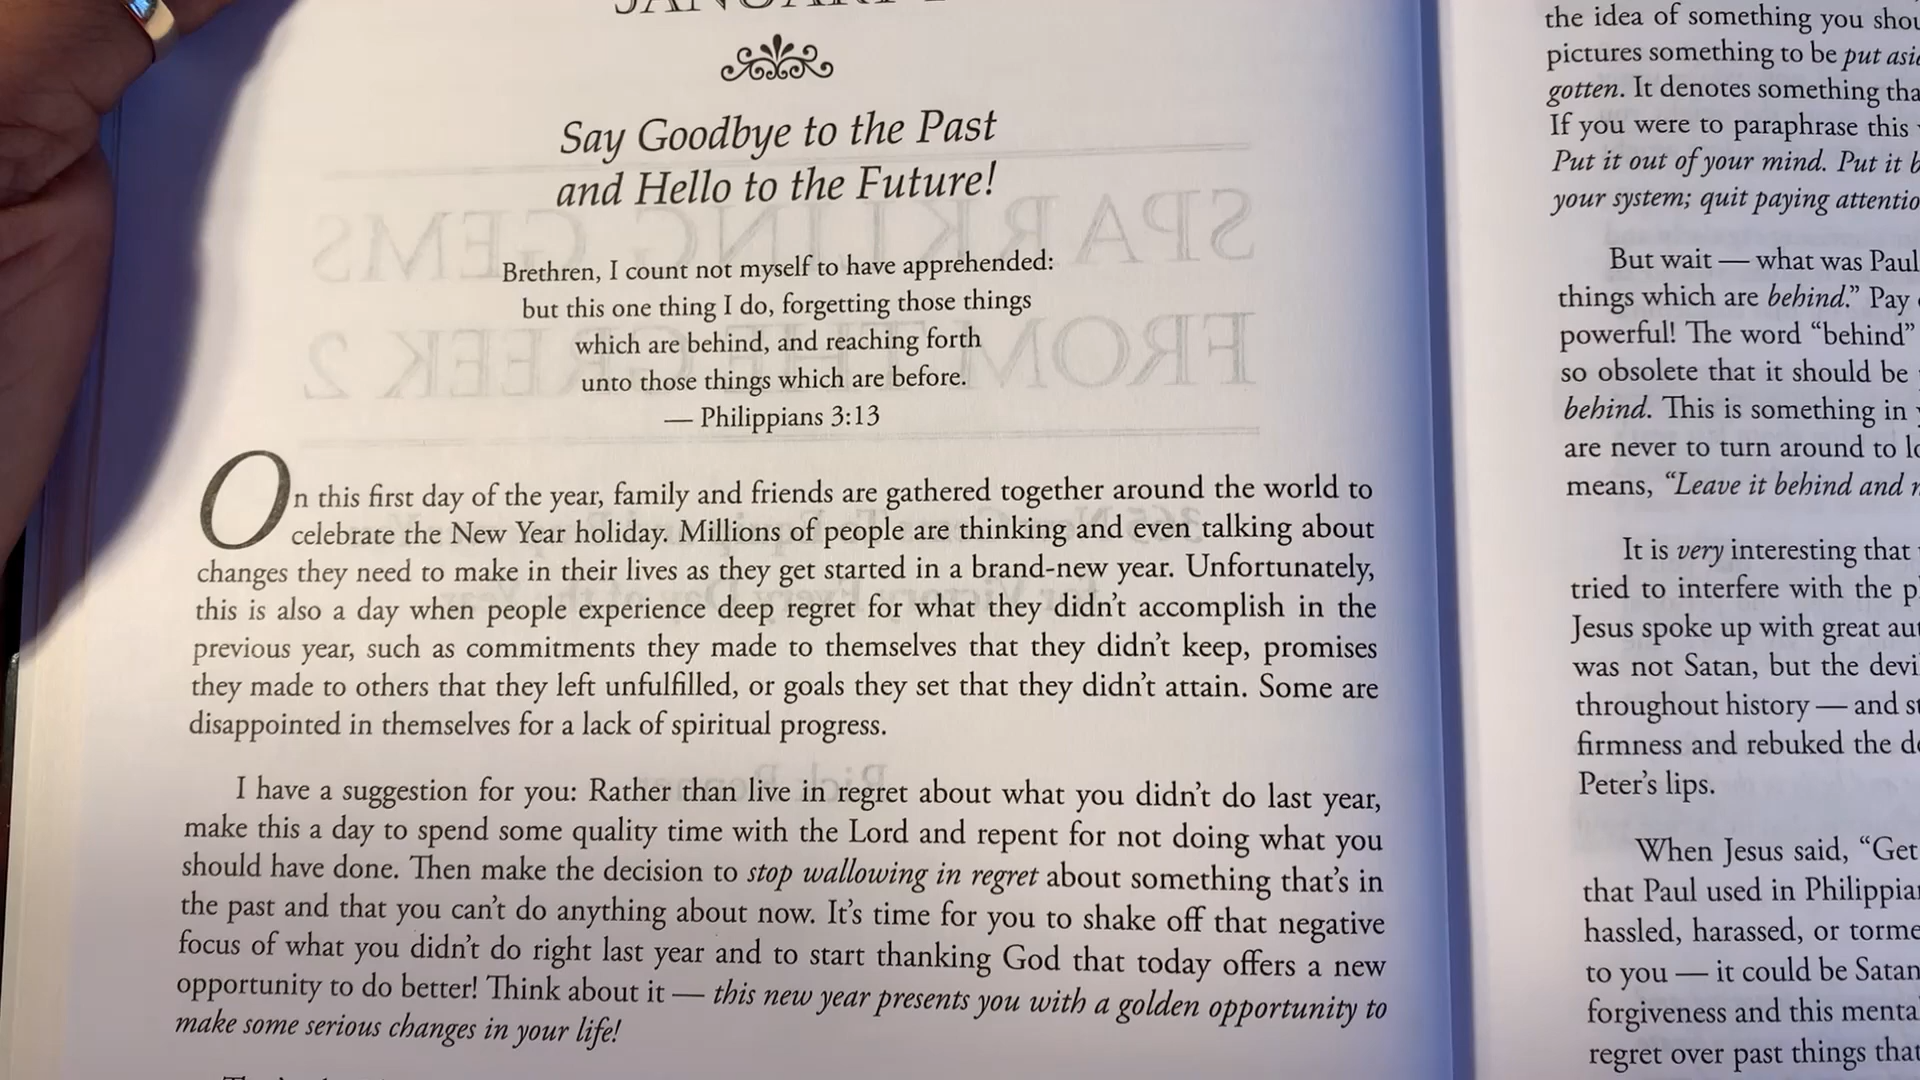 JANUARY
Say Goodbye to the Past
and Hello to the Future!
Brethren, I count not myself to have apprehended:
but this one thing I do, forgetting those things
which are behind, and reaching forth
unto those things which are before.
— Philippians 3:13
On this first day of the year, family and friends are gathered together around the world to
celebrate the New Year holiday. Millions of people are thinking and even talking about
changes they need to make in their lives as they get started in a brand-new year. Unfortunately,
this is also a day when people experience deep regret for what they didn't accomplish in the
previous year, such as commitments they made to themselves that they didn't keep, promises
they made to others that they left unfulfilled, or goals they set that they didn't attain. Some are
disappointed in themselves for a lack of spiritual progress.
I have a suggestion for you: Rather than live in regret about what you didn't do last year,
make this a day to spend some quality time with the Lord and repent for not doing what you
should have done. Then make the decision to stop wallowing in regret about something that's in
the past and that you can't do anything about now. It's time for you to shake off that negative
focus of what you didn't do right last year and to start thanking God that today offers a new
opportunity to do better! Think about it — this new year presents you with a golden opportunity to
make some serious changes in your life!
the idea of something you
pictures something to be put
gotten. It denotes something
If you were to paraphrase this
Put it out of your mind. Put it
your system; quit paying
But wait — what was Paul
things which are behind." Pay
powerful! The word "behind"
so obsolete that it should be
behind. This is something in
are never to turn around to
means, "Leave it behind and
It is very interesting that
tried to interfere with the
Jesus spoke up with great
was not Satan, but the
throughout history — and
firmness and rebuked the
Peter's lips.
When Jesus said, "Get
that Paul used in
hassled, harassed, or
to you — it could be Satan
forgiveness and this
regret over past things that
SPARKLING GEMS
FROM THE GREEK 2